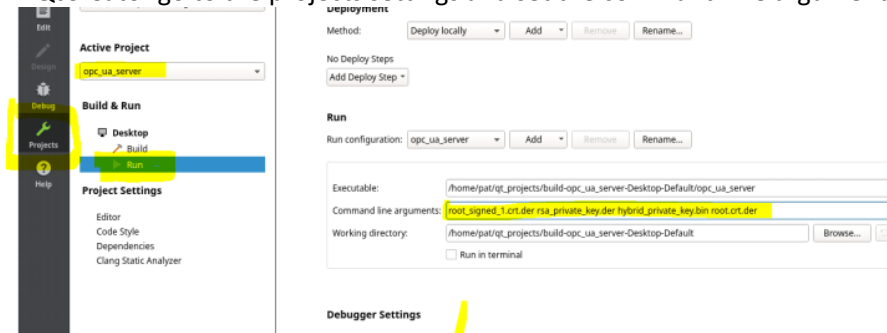 Edit
Design
Debug
Projects
Help
Active Project
opc_ua_server
Build & Run
Desktop
Build
Run
Project Settings
Editor
Code Style
Dependencies
Clang Static Analyzer
Deployment
Method: Deploy locally Add Remove Rename...
No Deploy Steps
Add Deploy Step
Run
Run configuration: opc_ua_server Add Remove Rename...
Executable: /home/pat/qt_projects/build-opc_ua_server-Desktop-Default/opc_ua_server
Command line arguments: root_signed_1.crt.der rsa_private_key.der hybrid_private_key.bin root.crt.der
Working directory: /home/pat/qt_projects/build-opc_ua_server-Desktop-Default Browse...
Run in terminal
Debugger Settings